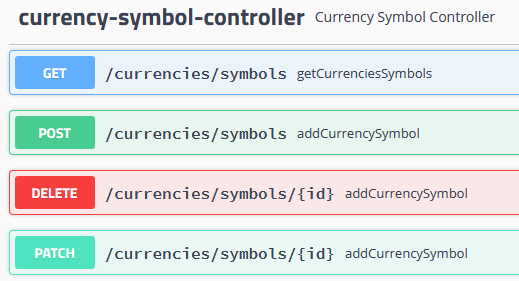 currency-symbol-controller Currency Symbol Controller
GET /currencies/symbols getCurrenciesSymbols
POST /currencies/symbols addCurrencySymbol
DELETE /currencies/symbols/{id} addCurrencySymbol
PATCH /currencies/symbols/{id} addCurrencySymbol